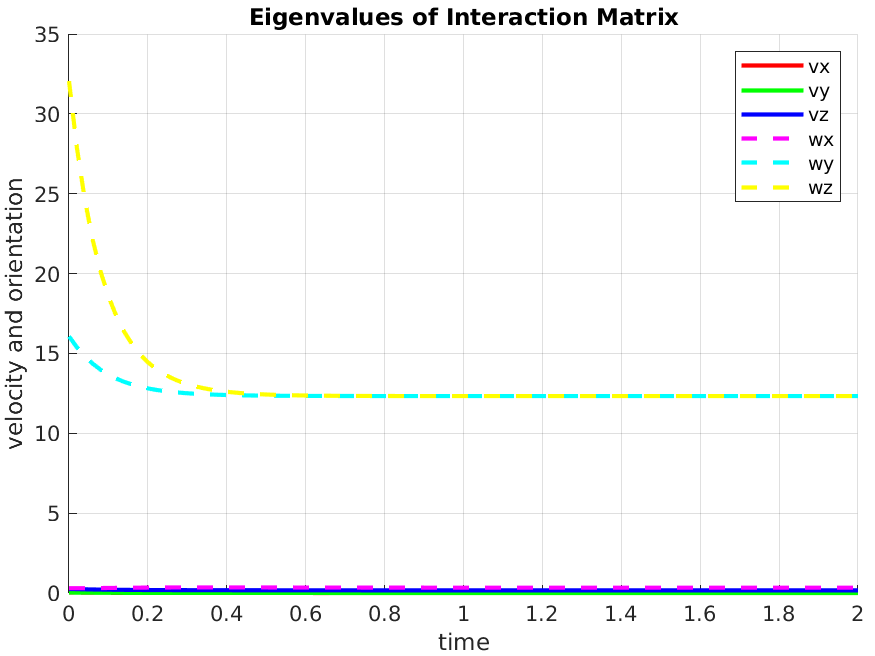 Eigenvalues of Interaction Matrix
velocity and orientation
35
30
25
20
15
10
5
0
0 0.2 0.4 0.6 0.8 1 1.2 1.4 1.6 1.8 2
time
vx
vy
vz
wx
wy
wz